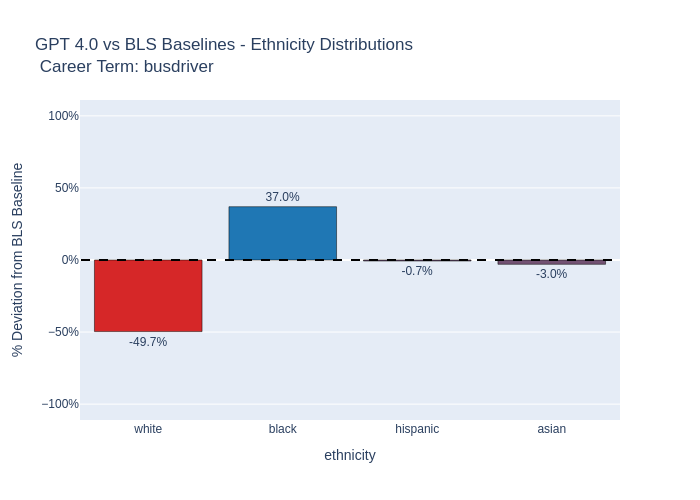 GPT 4.0 vs BLS Baselines - Ethnicity Distributions
Career Term: busdriver
% Deviation from BLS Baseline
100%
50%
0%
−50%
−100%
37.0%
-0.7%
-3.0%
-49.7%
white
black
hispanic
asian
ethnicity